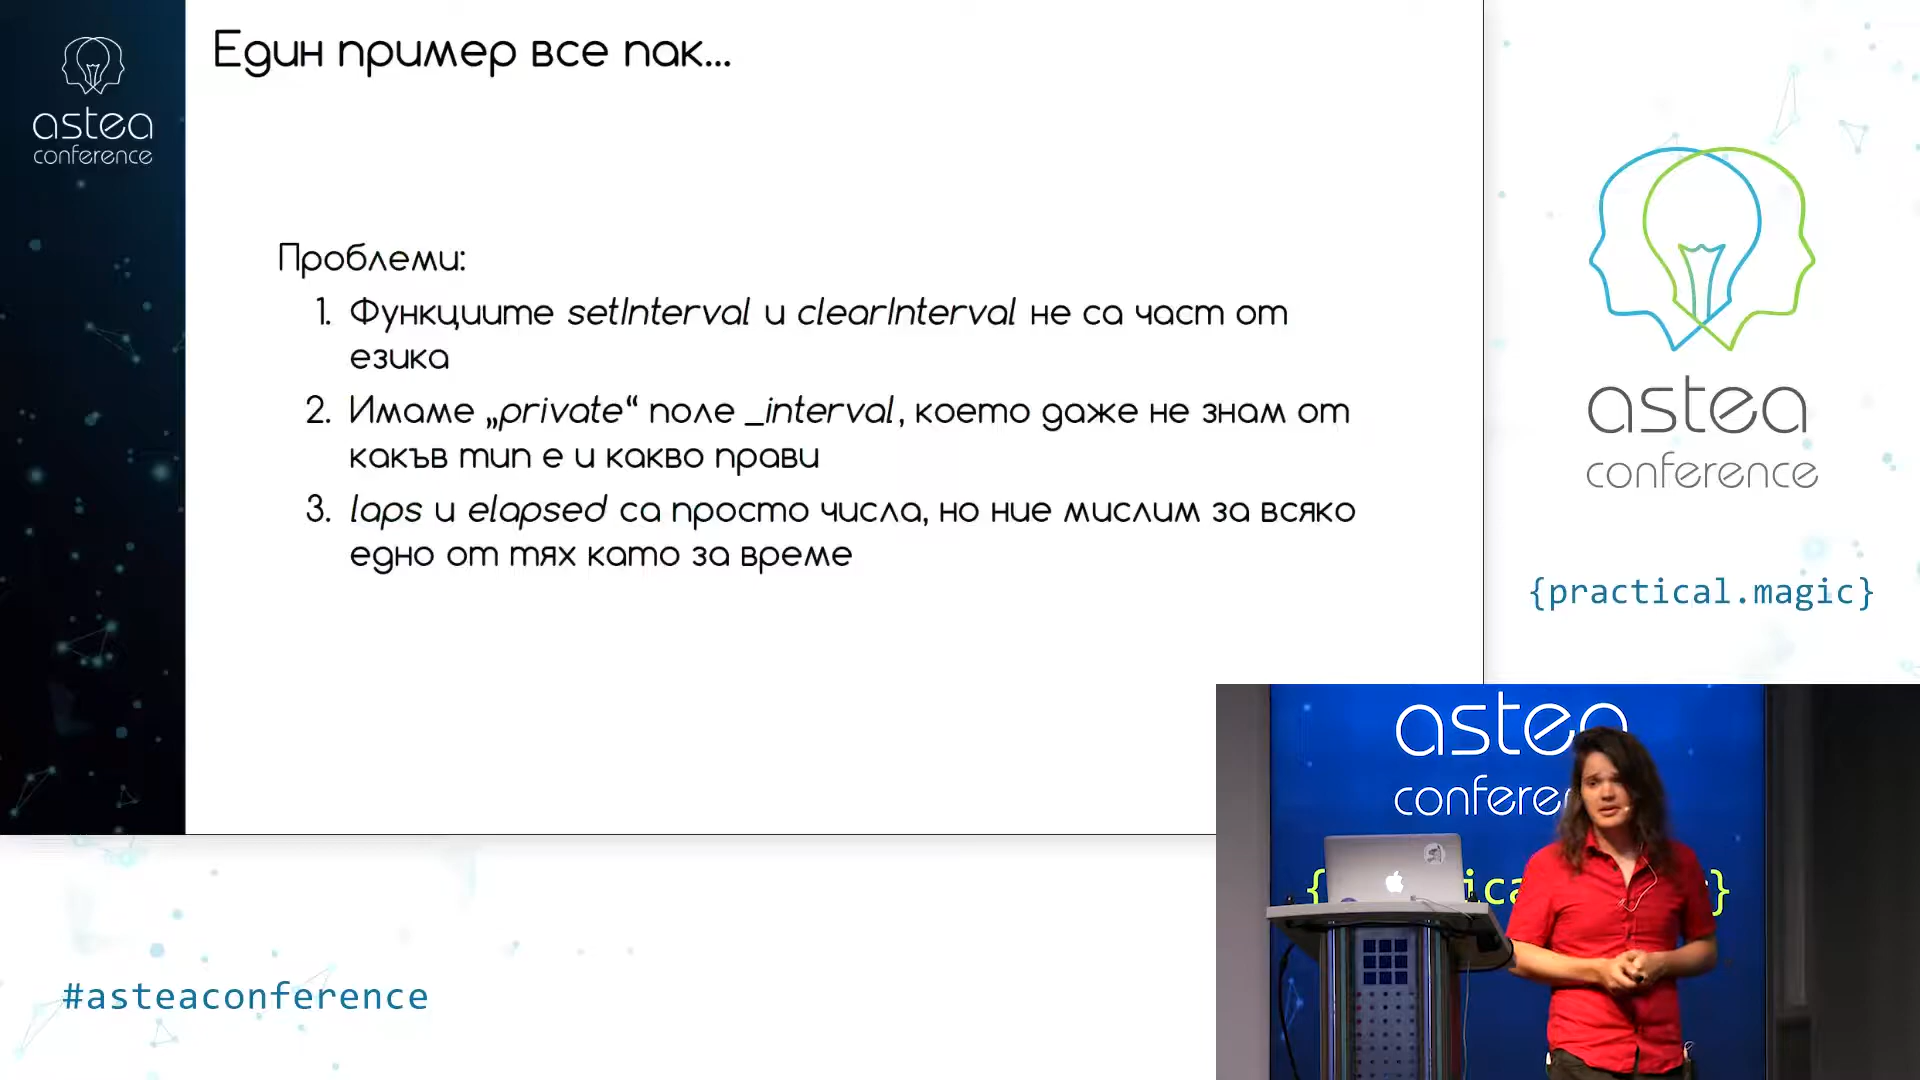 astea
conference
Един пример все пак...
Проблеми:
1. Функциите setInterval и clearInterval не са част от
езика
2. Имаме „private“ поле _interval, което даже не знам от
какъв тип е и какво прави
3. laps и elapsed са просто числа, но ние мислим за всяко
едно от тях като за време
astea
conference
{practical.magic}
astea
conference
#asteaconference